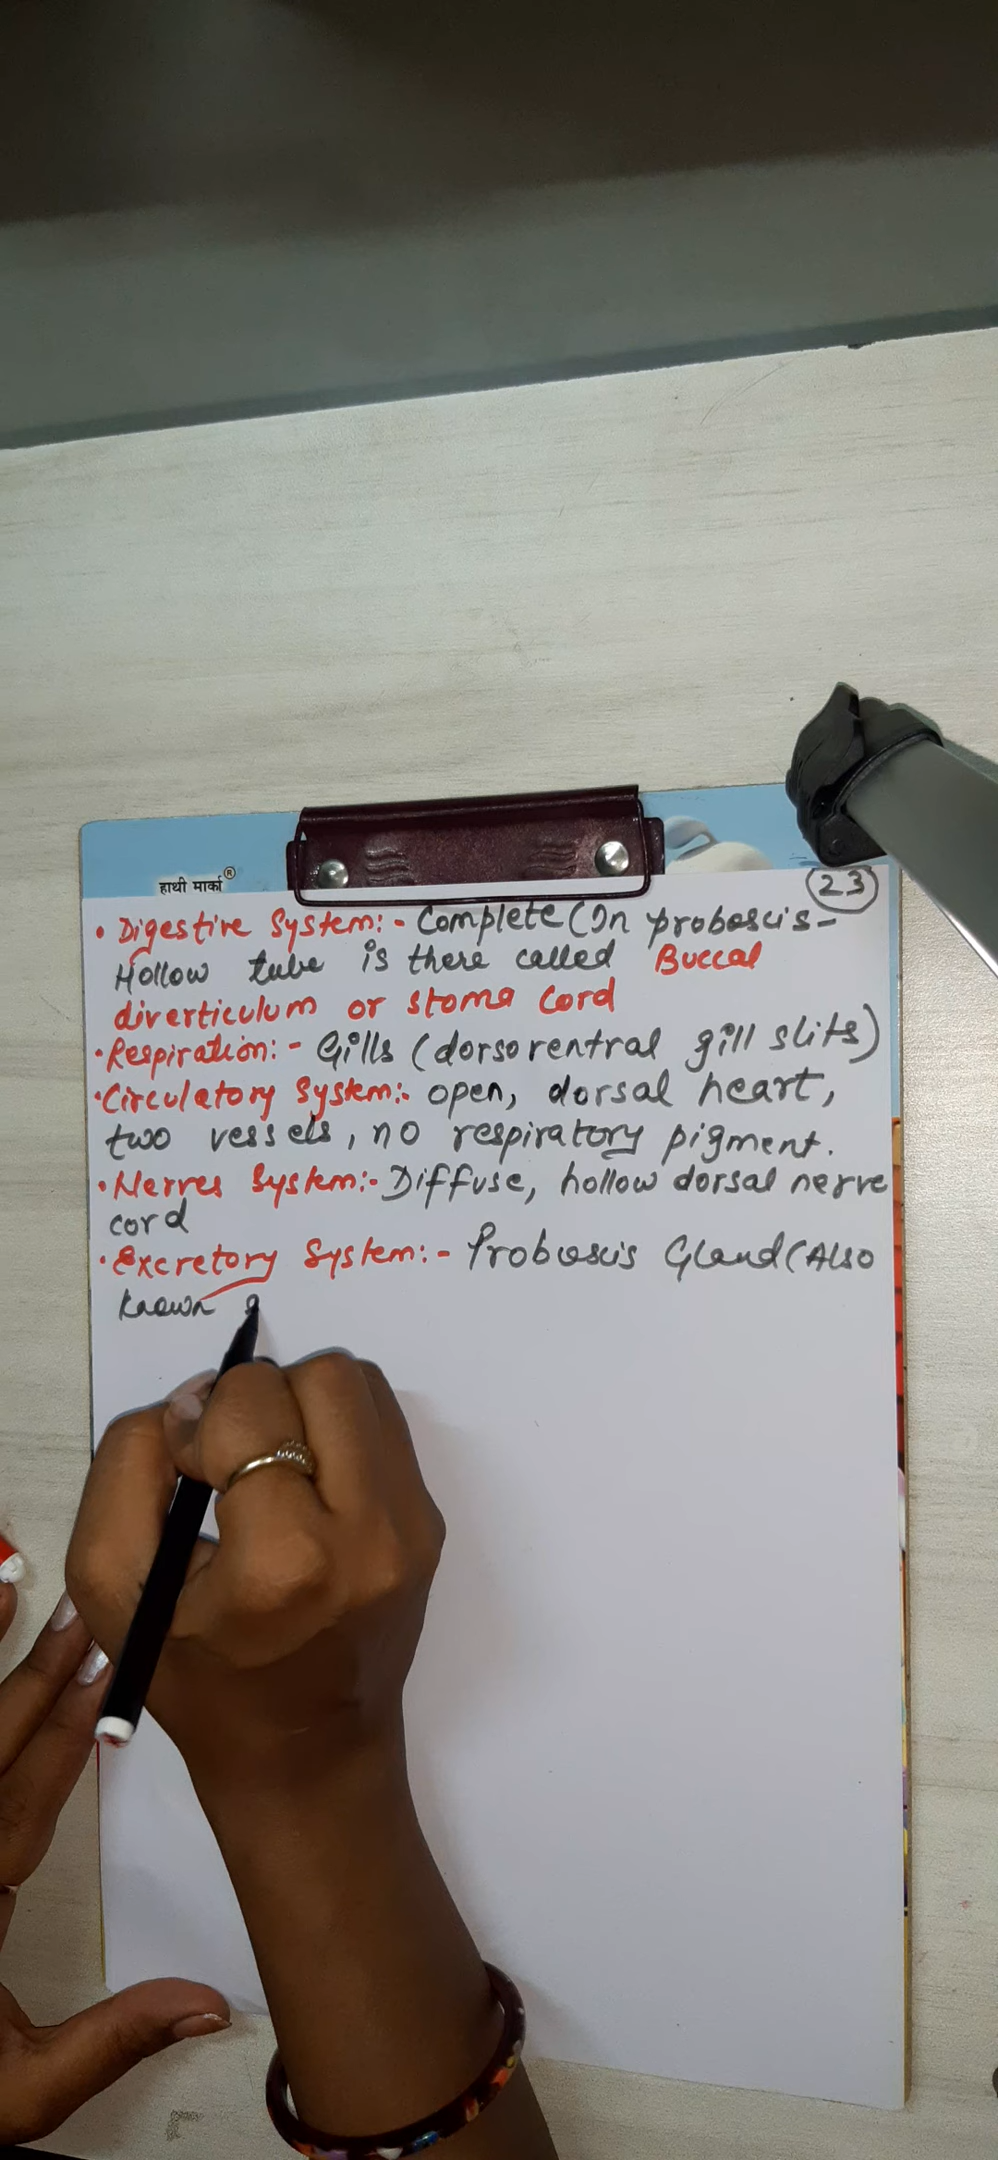 हाथी मार्का®
23
• Digestive System:- Complete (In proboscis-
Hollow tube is there called Buccal
diverticulum or stoma cord
• Respiration:- Gills (dorsorentral gill slits)
• Circulatory System:- open, dorsal heart,
two vessels, no respiratory pigment.
• Nerves System:- Diffuse, hollow dorsal nerve
cord
• Excretory System:- Proboscis Gland (Also
known a